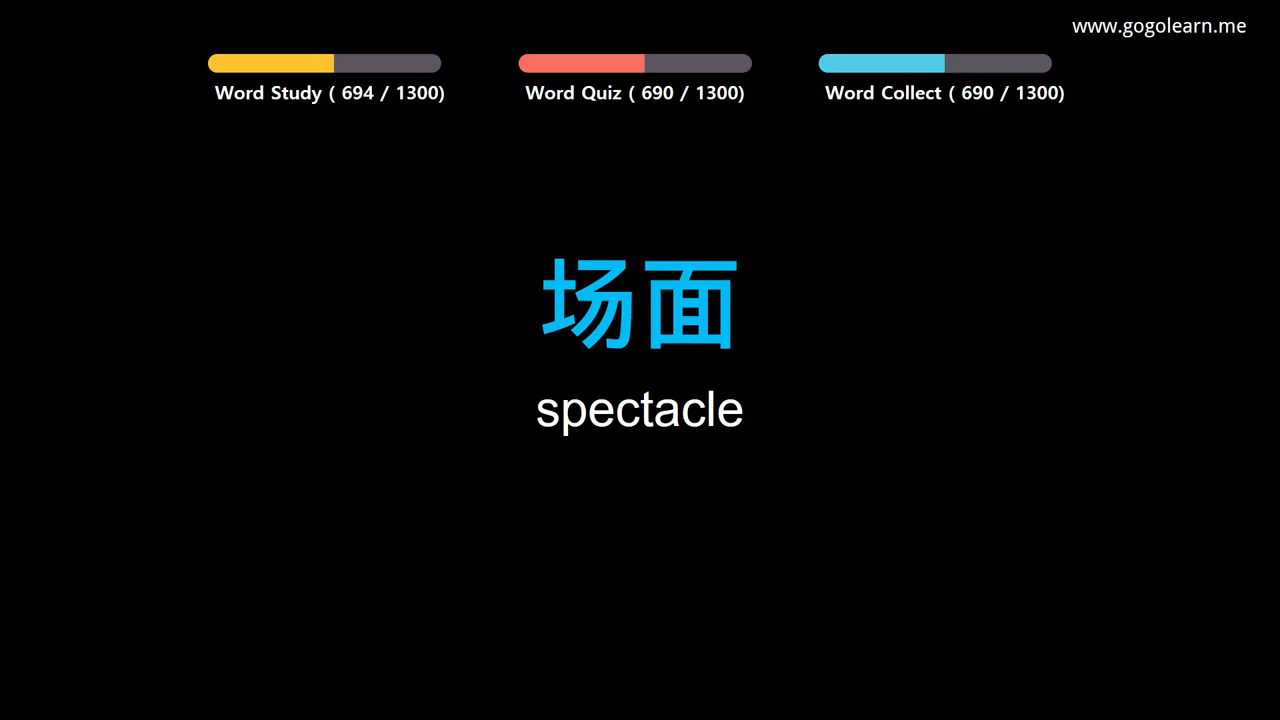 www.gogolearn.me
Word Study ( 694 / 1300)
Word Quiz ( 690 / 1300)
Word Collect ( 690 / 1300)
场面
spectacle